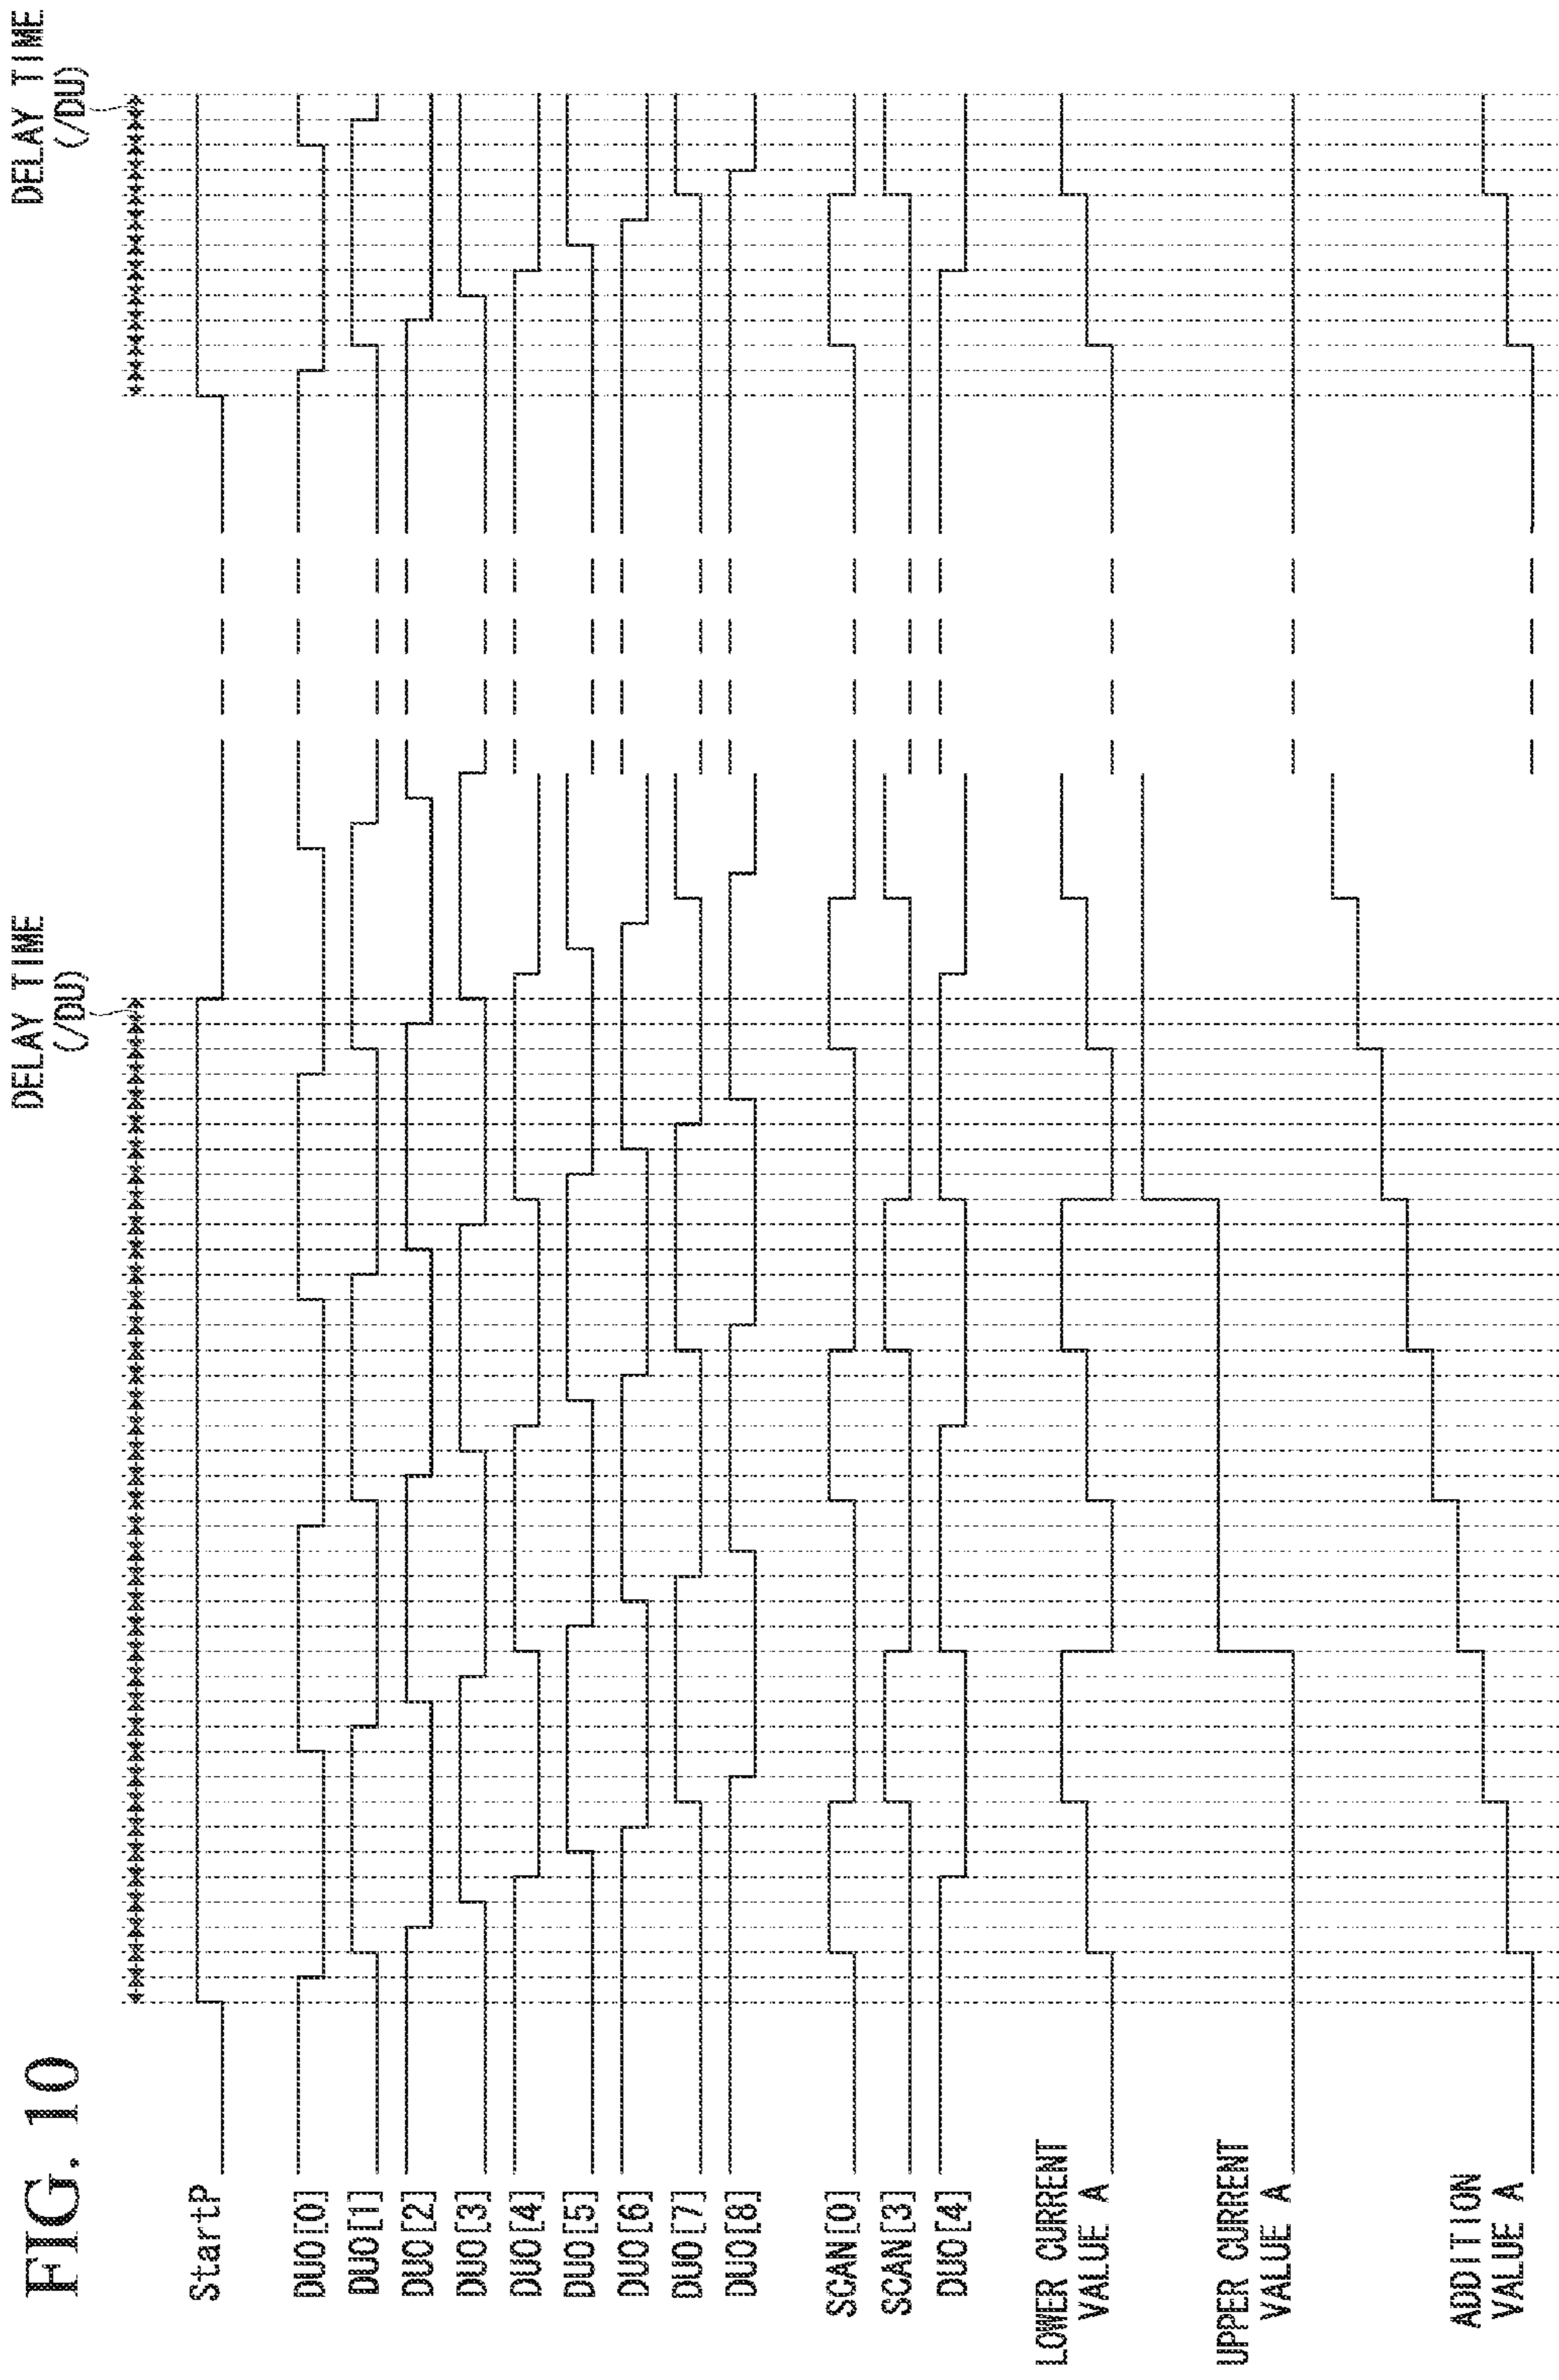 FIG. 10
DELAY TIME
(/DU)
DELAY TIME
(/DU)
StartP
DUO[0]
DUO[1]
DUO[2]
DUO[3]
DUO[4]
DUO[5]
DUO[6]
DUO[7]
DUO[8]
SCAN[0]
SCAN[3]
DUO[4]
LOWER CURRENT
VALUE A
UPPER CURRENT
VALUE A
ADDITION
VALUE A